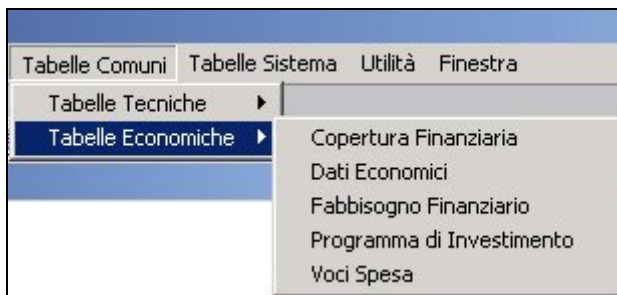 Tabelle Comuni Tabelle Sistema Utilità Finestra
Tabelle Tecniche
Tabelle Economiche
Copertura Finanziaria
Dati Economici
Fabbisogno Finanziario
Programma di Investimento
Voci Spesa